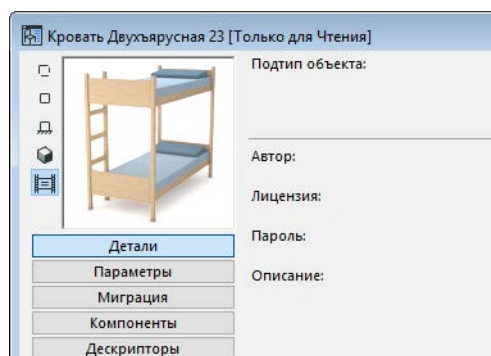 Кровать Двухъярусная 23 [Только для Чтения]
Подтип объекта:
Автор:
Лицензия:
Пароль:
Описание:
Детали
Параметры
Миграция
Компоненты
Дескрипторы